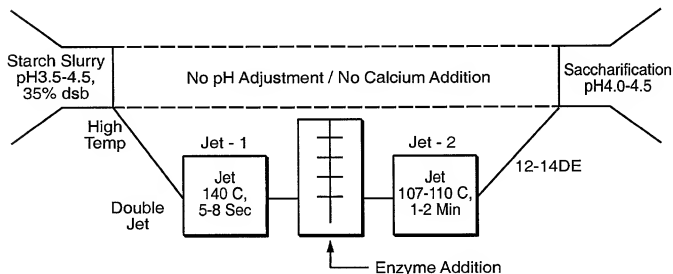 Starch Slurry
pH3.5-4.5,
35% dsb
No pH Adjustment / No Calcium Addition
Saccharification
pH4.0-4.5
High
Temp
Jet - 1
Jet - 2
12-14DE
Jet
140 C,
5-8 Sec
Jet
107-110 C,
1-2 Min
Double
Jet
Enzyme Addition